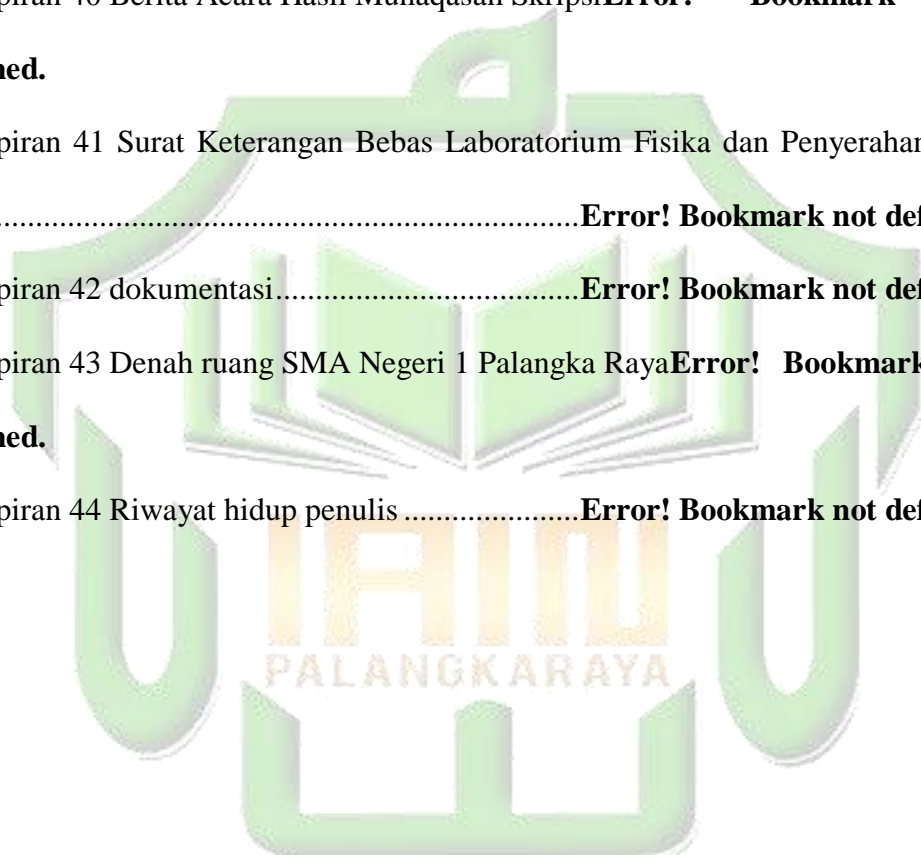 piran 40 Berita Acara Hasil Munaqasah Skripsi Error! Bookmark
ned.
piran 41 Surat Keterangan Bebas Laboratorium Fisika dan Penyerahan
.........................................................................Error! Bookmark not def
piran 42 dokumentasi......................................Error! Bookmark not def
piran 43 Denah ruang SMA Negeri 1 Palangka RayaError! Bookmark
ned.
piran 44 Riwayat hidup penulis ......................Error! Bookmark not def
IAIN
PALANGKARAYA